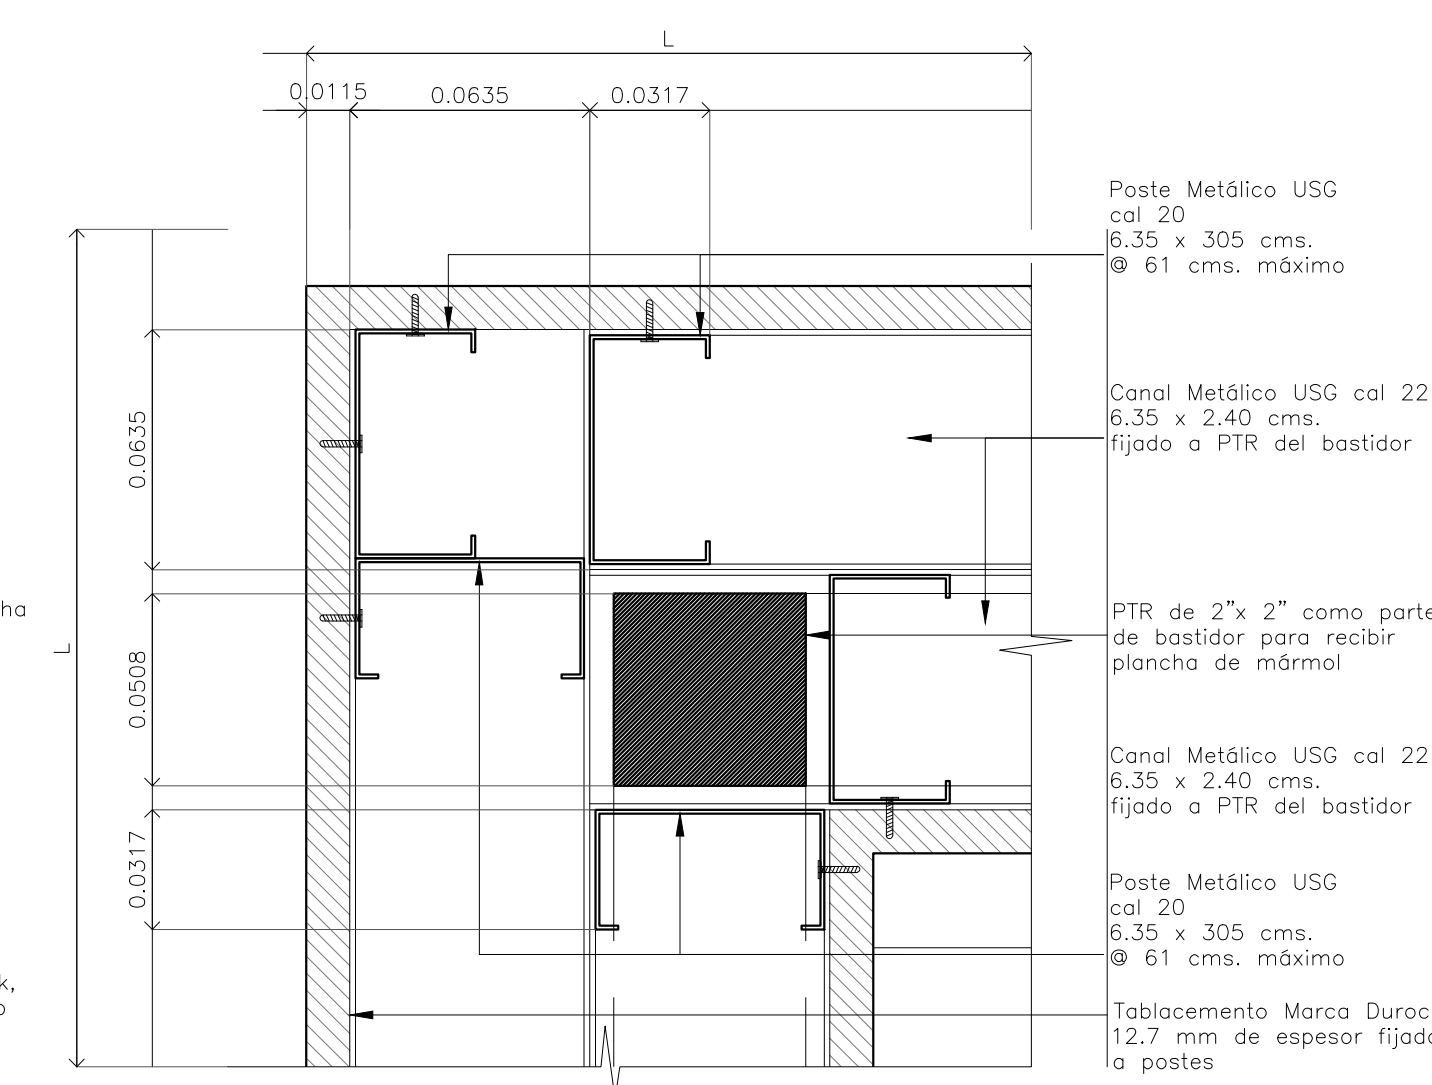 L
0.0115
0.0635
0.0317
Poste Metálico USG
cal 20
6.35 x 305 cms.
@ 61 cms. máximo
Canal Metálico USG cal 22
6.35 x 2.40 cms.
fijado a PTR del bastidor
0.0635
ha
PTR de 2”x 2” como parte
de bastidor para recibir
plancha de mármol
L
0.0508
Canal Metálico USG cal 22
6.35 x 2.40 cms.
fijado a PTR del bastidor
0.0317
Poste Metálico USG
cal 20
6.35 x 305 cms.
@ 61 cms. máximo
k,
o
Tablacemento Marca Duroc
12.7 mm de espesor fijado
a postes